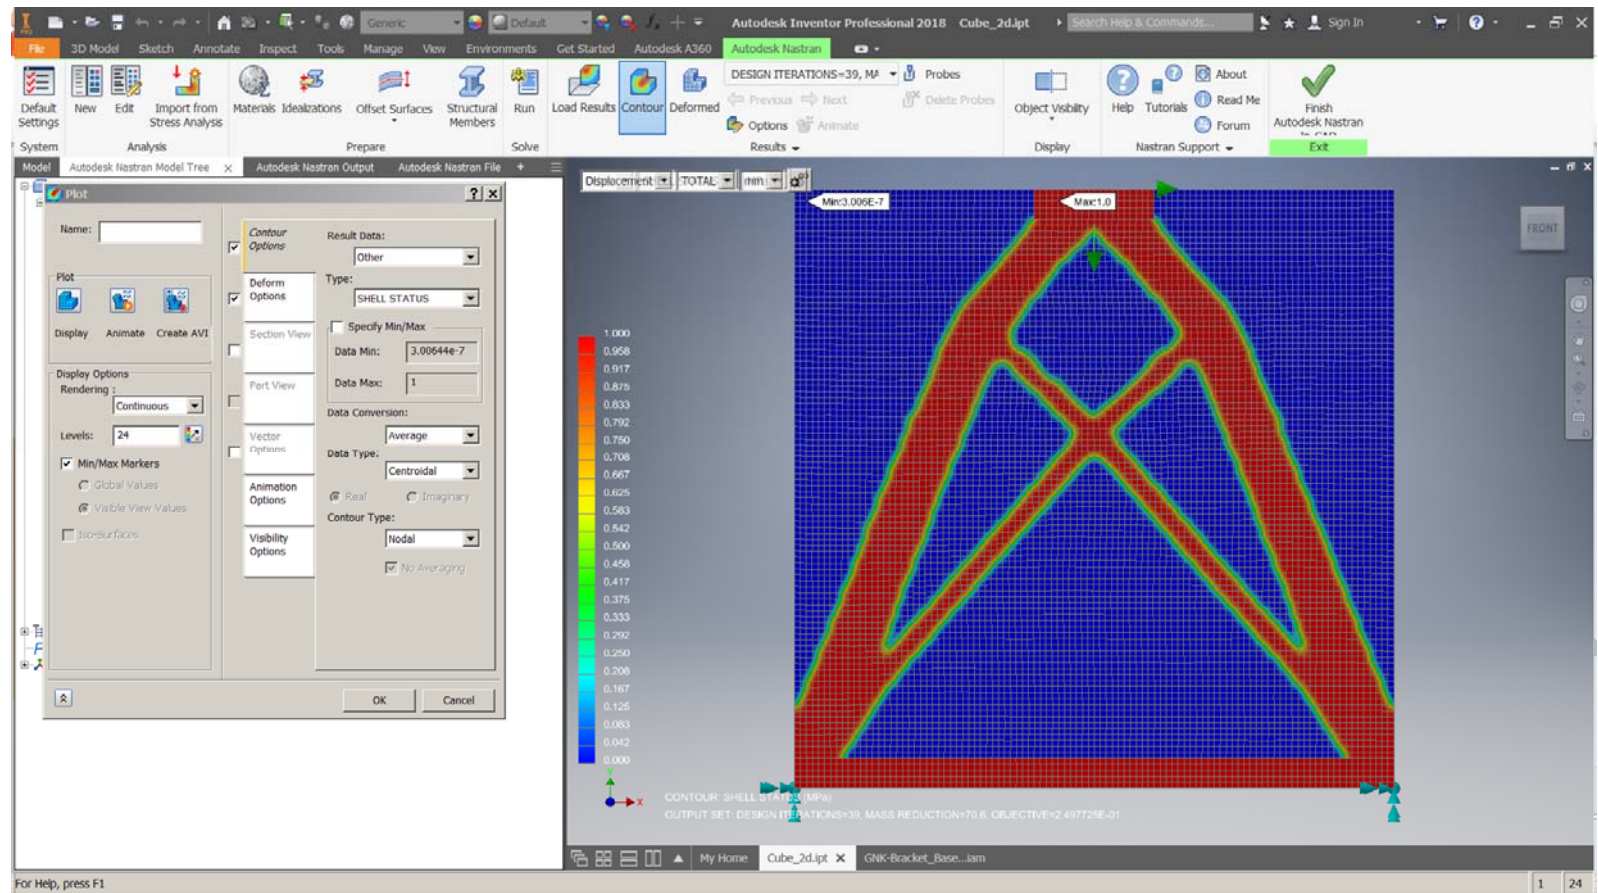 Generic
Default
Autodesk Inventor Professional 2018 Cube_2d.ipt
Search Help & Commands...
Sign In
PRO
File 3D Model Sketch Annotate Inspect Tools Manage View Environments Get Started Autodesk A360 Autodesk Nastran
Default Settings
New
Edit
Import from Stress Analysis
Materials
Idealizations
Offset Surfaces
Structural Members
Run
Load Results
Contour
Deformed
DESIGN ITERATIONS=39, MA
Previous
Next
Options
Animate
Probes
Delete Probes
Object Visibility
Help
Tutorials
About
Read Me
Forum
Finish
Autodesk Nastran
System
Analysis
Prepare
Solve
Results
Display
Nastran Support
Exit
Model
Autodesk Nastran Model Tree x
Autodesk Nastran Output
Autodesk Nastran File +
Plot
? X
Name:
Plot
Display
Animate
Create AVI
Display Options
Rendering :
Continuous
Levels: 24
Min/Max Markers
Global Values
Visible View Values
Iso-Surfaces
Contour Options
Deform Options
Section View
Part View
Vector Options
Animation Options
Visibility Options
Result Data:
Other
Type:
SHELL STATUS
Specify Min/Max
Data Min: 3.00644e-7
Data Max: 1
Data Conversion:
Average
Data Type:
Centroidal
Real
Imaginary
Contour Type:
Nodal
No Averaging
OK
Cancel
Displacement
TOTAL
mm
Min:3.006E-7
Max:1.0
FRONT
1.000
0.958
0.917
0.875
0.833
0.792
0.750
0.708
0.667
0.625
0.583
0.542
0.500
0.458
0.417
0.375
0.333
0.292
0.250
0.208
0.167
0.125
0.083
0.042
0.000
Y
X
CONTOUR: SHELL STATUS (MPa)
OUTPUT SET: DESIGN ITERATIONS=39, MASS REDUCTION=70.6, OBJECTIVE=2.497725E-01
My Home
Cube_2d.ipt X
GNK-Bracket_Base...iam
For Help, press F1
1 24